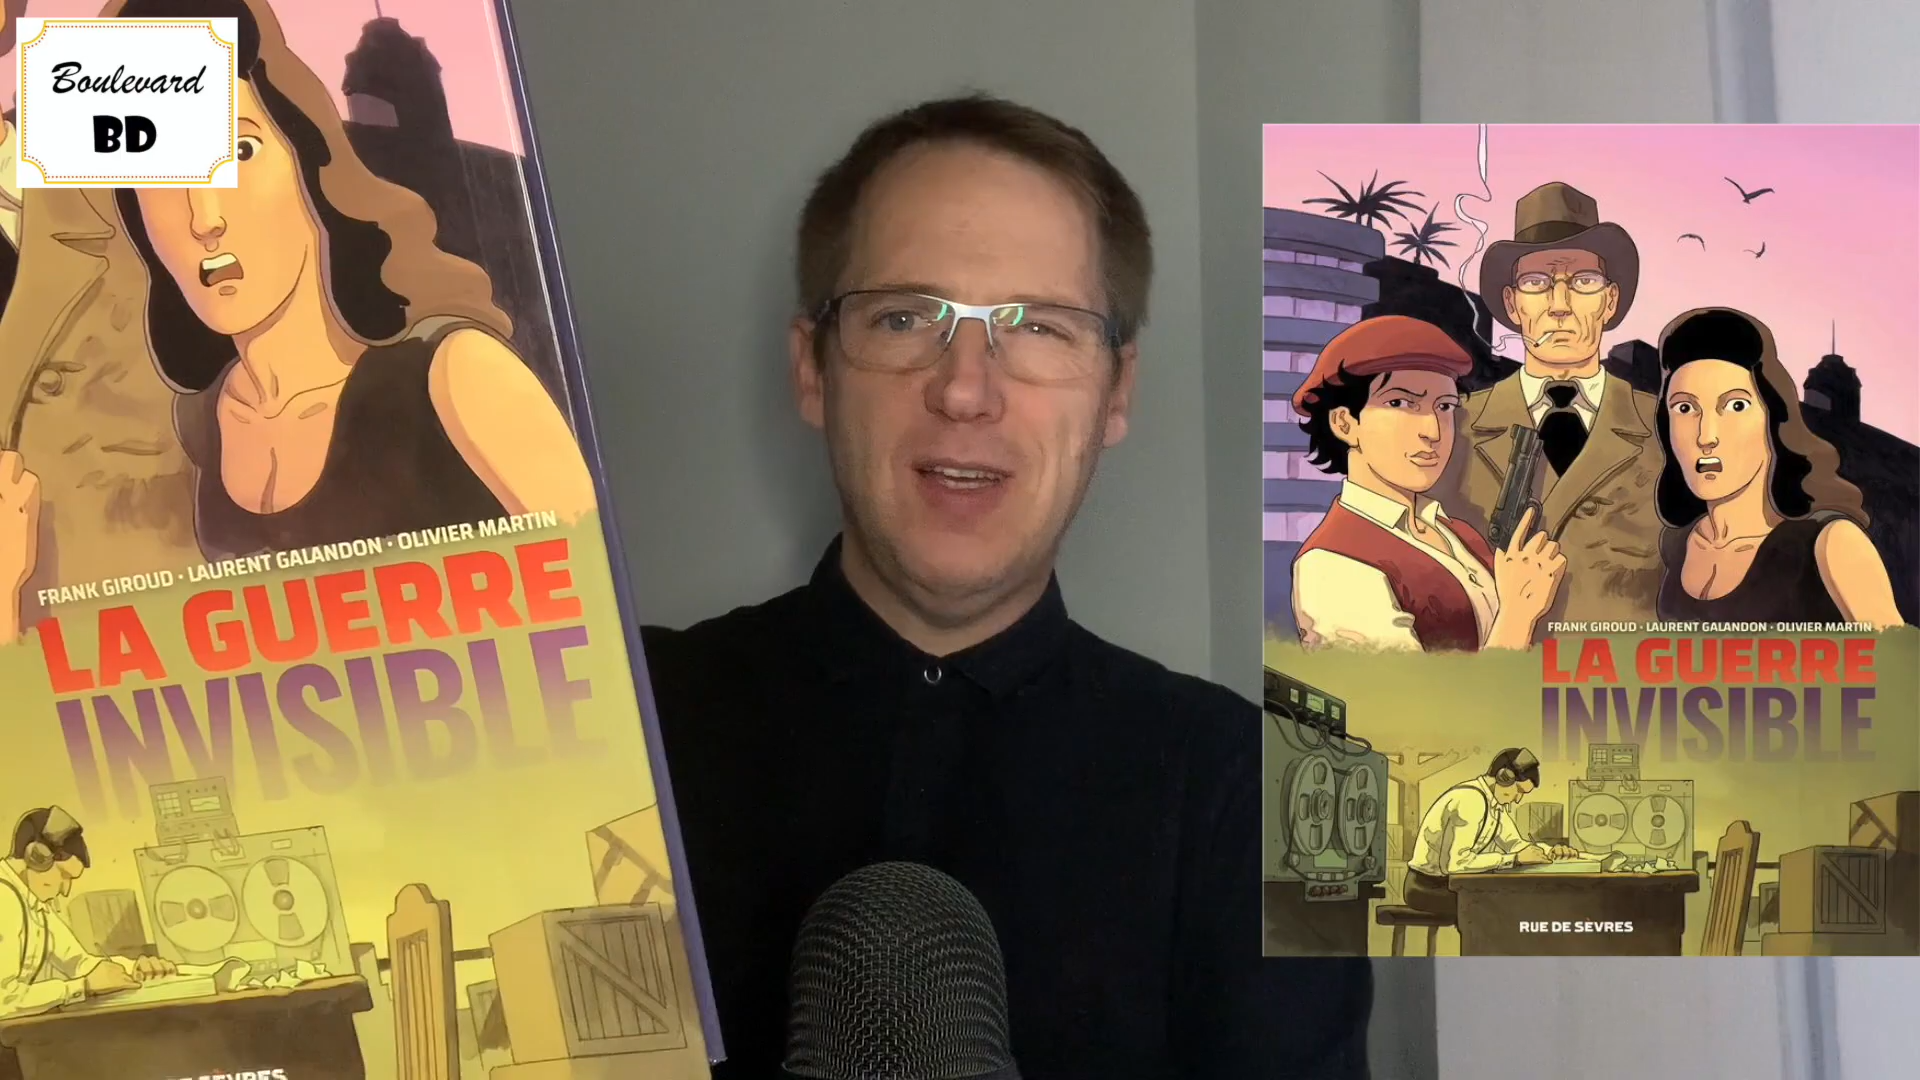 Boulevard
BD
FRANK GIROUD · LAURENT GALANDON · OLIVIER MARTIN
LA GUERRE
INVISIBLE
FRANK GIROUD · LAURENT GALANDON · OLIVIER MARTIN
LA GUERRE
INVISIBLE
RUE DE SÈVRES